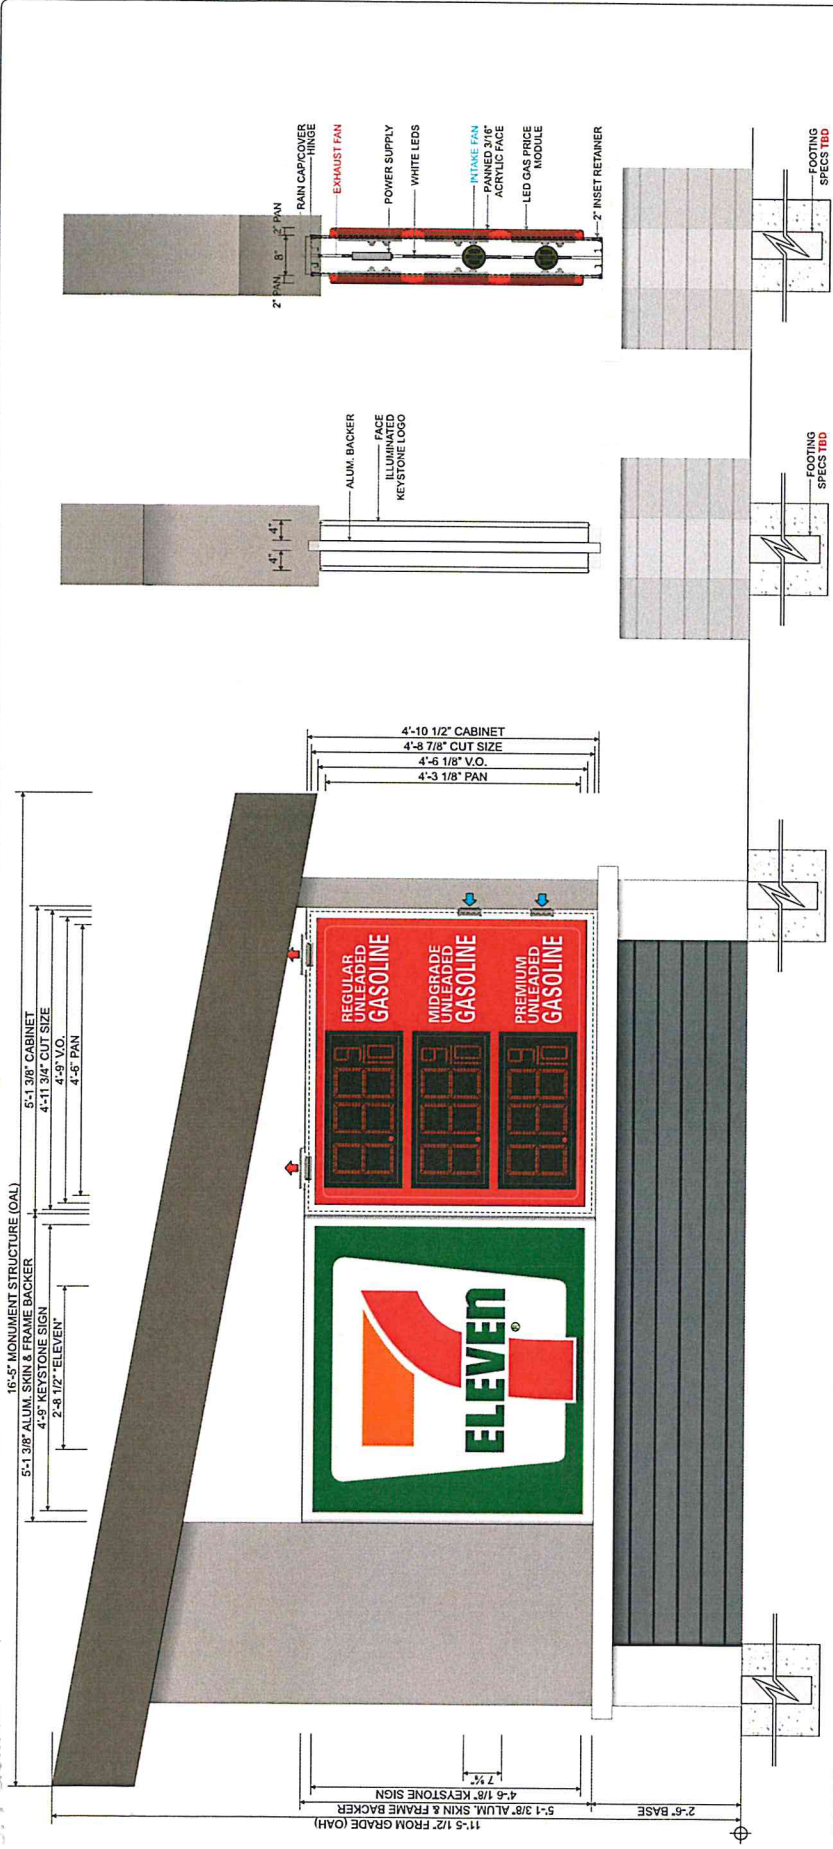 16'-5" MONUMENT STRUCTURE (OAL)
5'-1 3/8" ALUM. SKIN & FRAME BACKER
5'-1 3/8" CABINET
4'-9" KEYSTONE SIGN
4'-11 3/4" CUT SIZE
2'-8 1/2" "ELEVEN"
4'-9" V.O.
4'-6" PAN
11'-5 1/2" FROM GRADE (OAH)
5'-1 3/8" ALUM. SKIN & FRAME BACKER
4'-6 1/8" KEYSTONE SIGN
2'-6" BASE
ELEVEn
®
REGULAR
UNLEADED
GASOLINE
MIDGRADE
UNLEADED
GASOLINE
PREMIUM
UNLEADED
GASOLINE
4'-10 1/2" CABINET
4'-8 7/8" CUT SIZE
4'-6 1/8" V.O.
4'-3 1/8" PAN
4"
4"
ALUM. BACKER
FACE
ILLUMINATED
KEYSTONE LOGO
FOOTING
SPECS TBD
2" PAN
8"
2" PAN
RAIN CAP/COVER
HINGE
EXHAUST FAN
POWER SUPPLY
WHITE LEDS
INTAKE FAN
PANNED 3/16"
ACRYLIC FACE
LED GAS PRICE
MODULE
2" INSET RETAINER
FOOTING
SPECS TBD